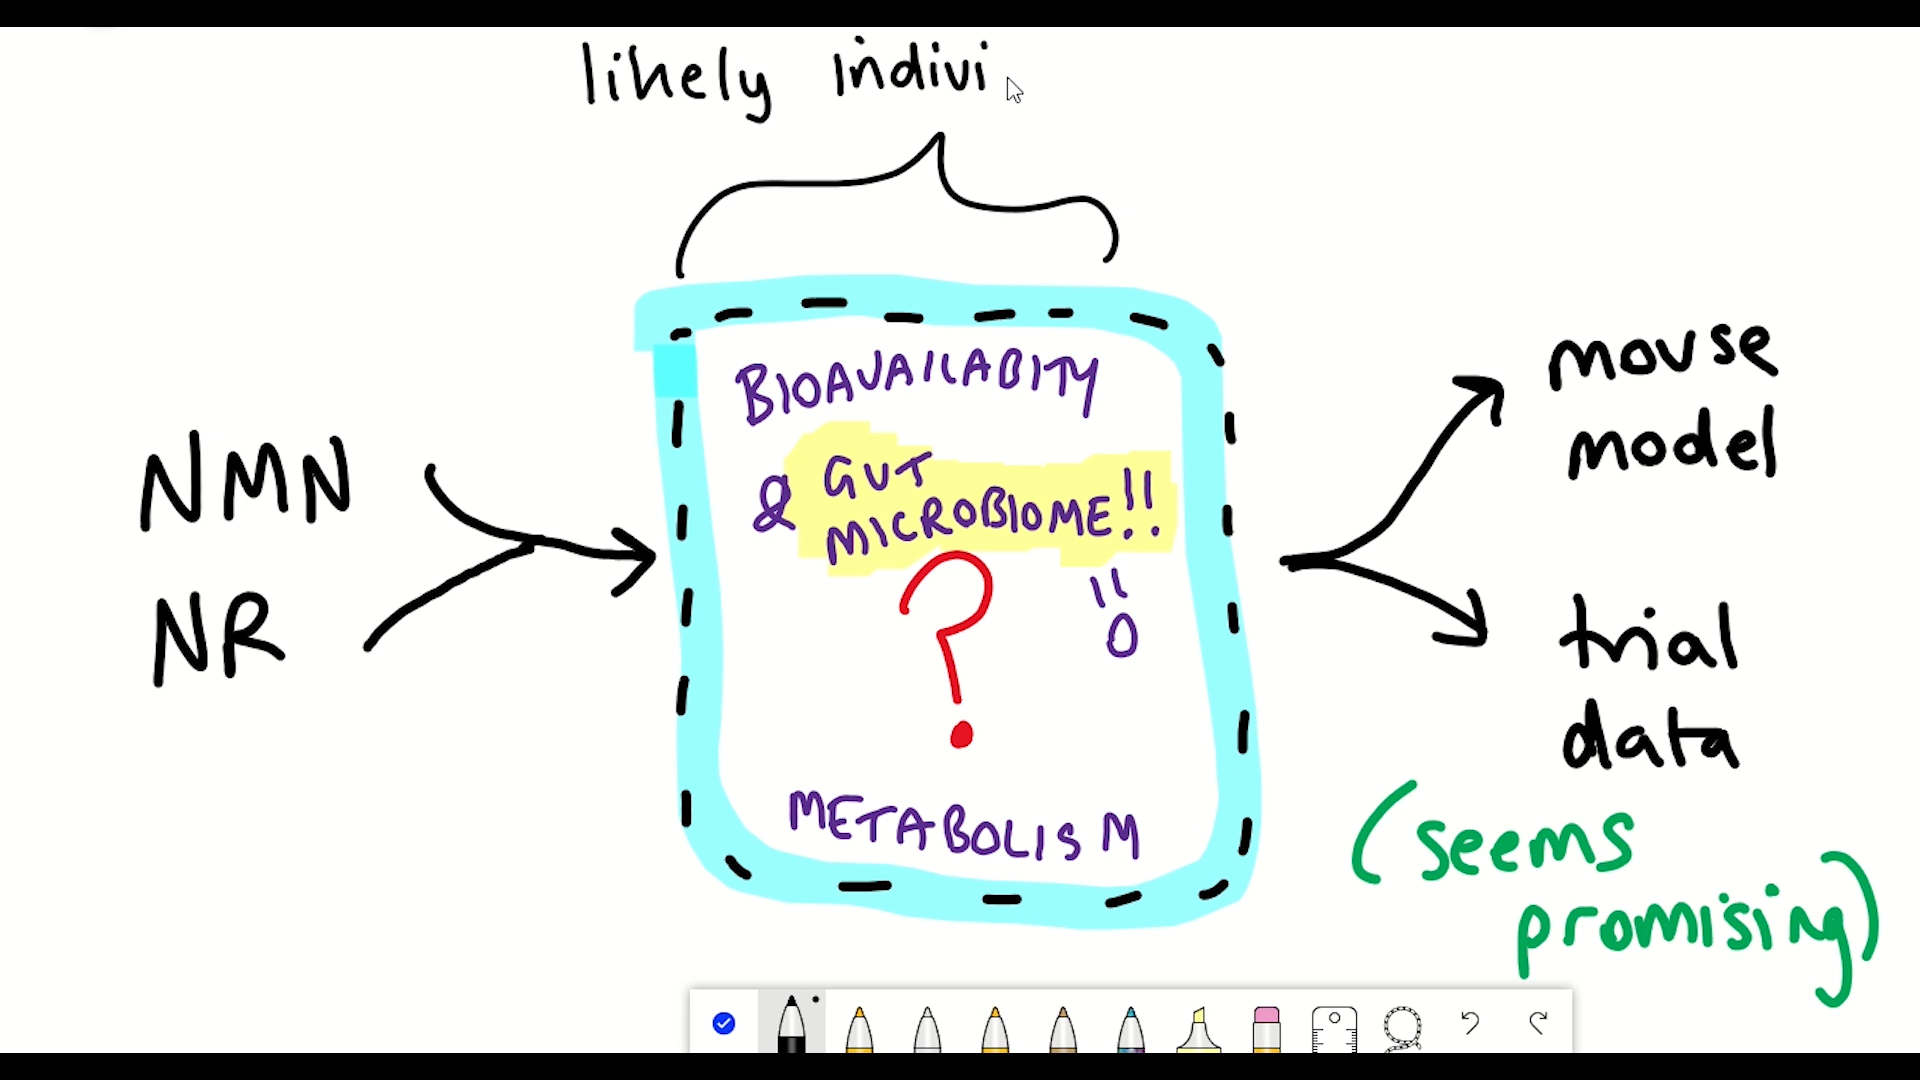 likely indivi
BIOAVAILABITY
& GUT
MICROBIOME!!
!!
O
?
METABOLISM
NMN
NR
mouse
model
trial
data
(seems
promising)